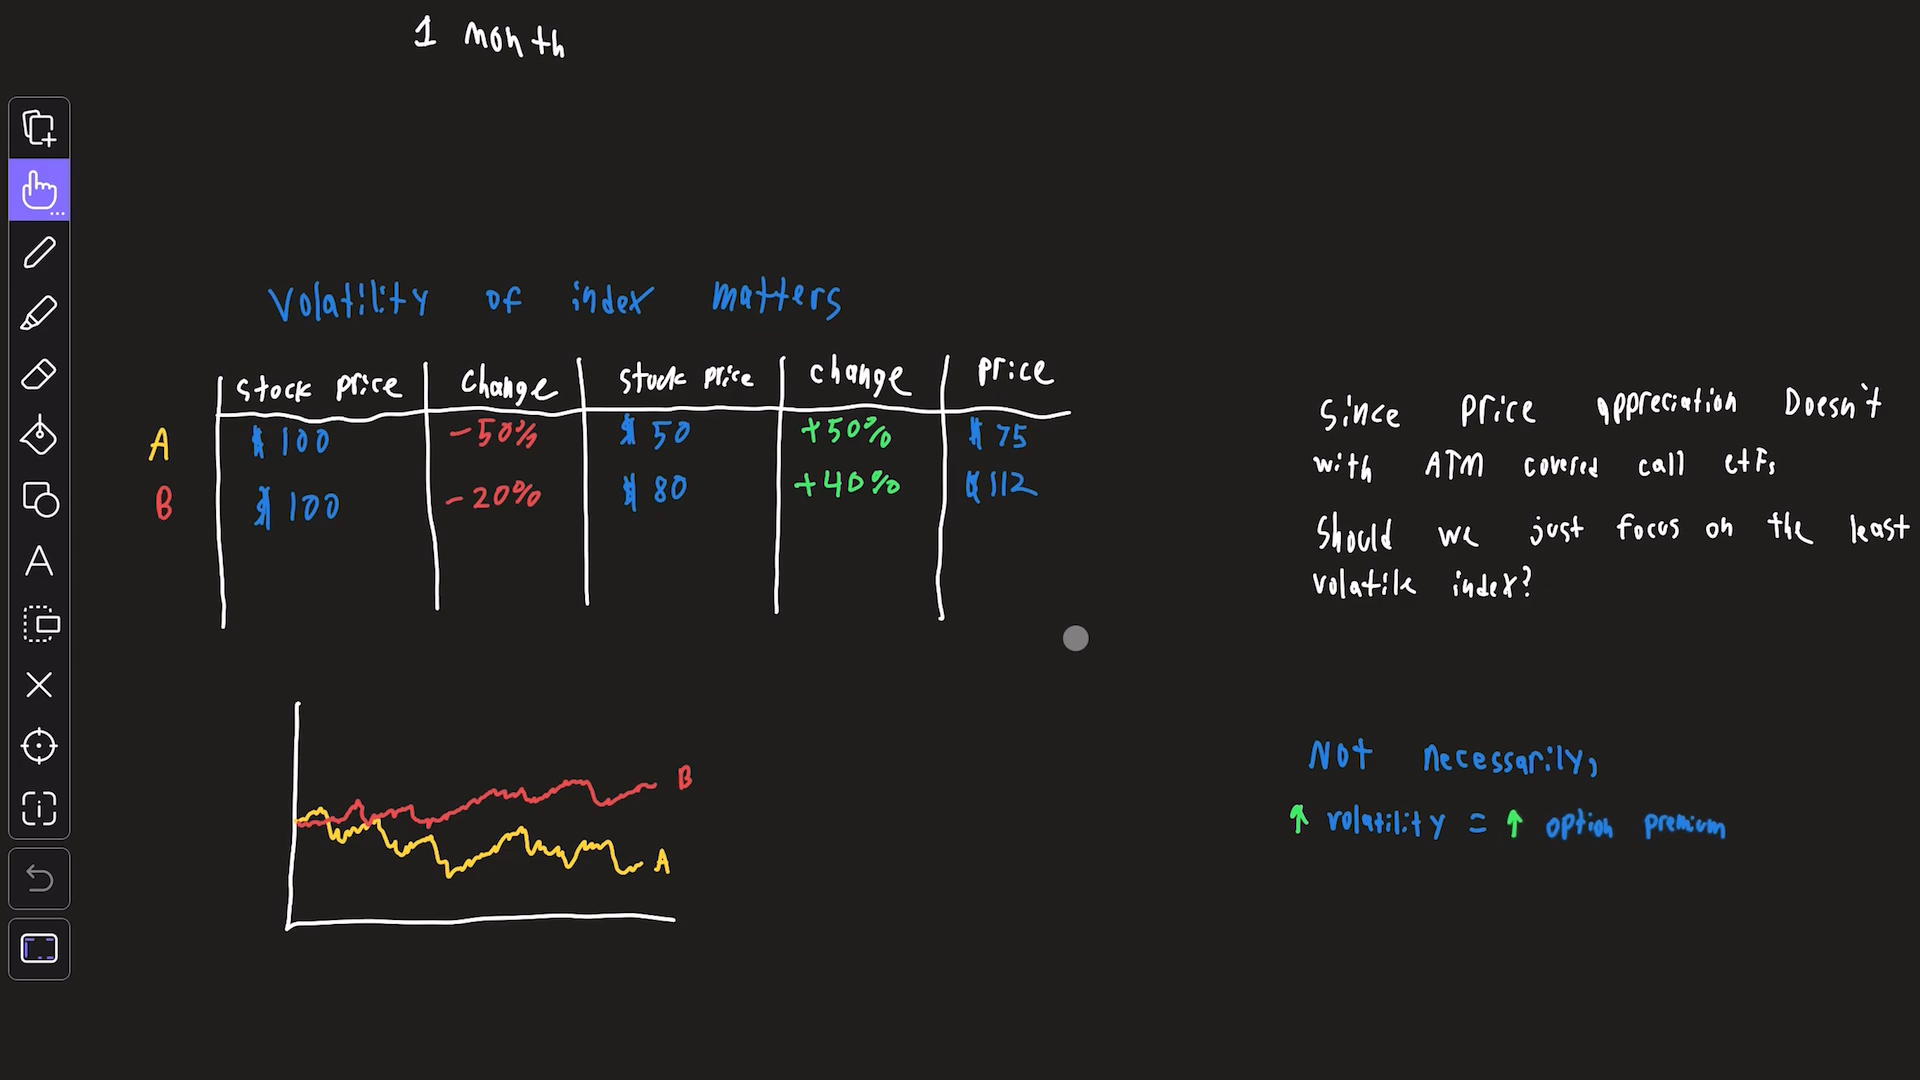 1 month
Volatility of index matters
Stock price change stock price change price
A $100 -50% $50 +50% $75
B $100 -20% $80 +40% $112
B
A
Since Price appreciation Doesn't
with ATM covered call etfs
Should we just focus on the least
volatile index?
Not necessarily,
↑ volatility = ↑ option premium
A